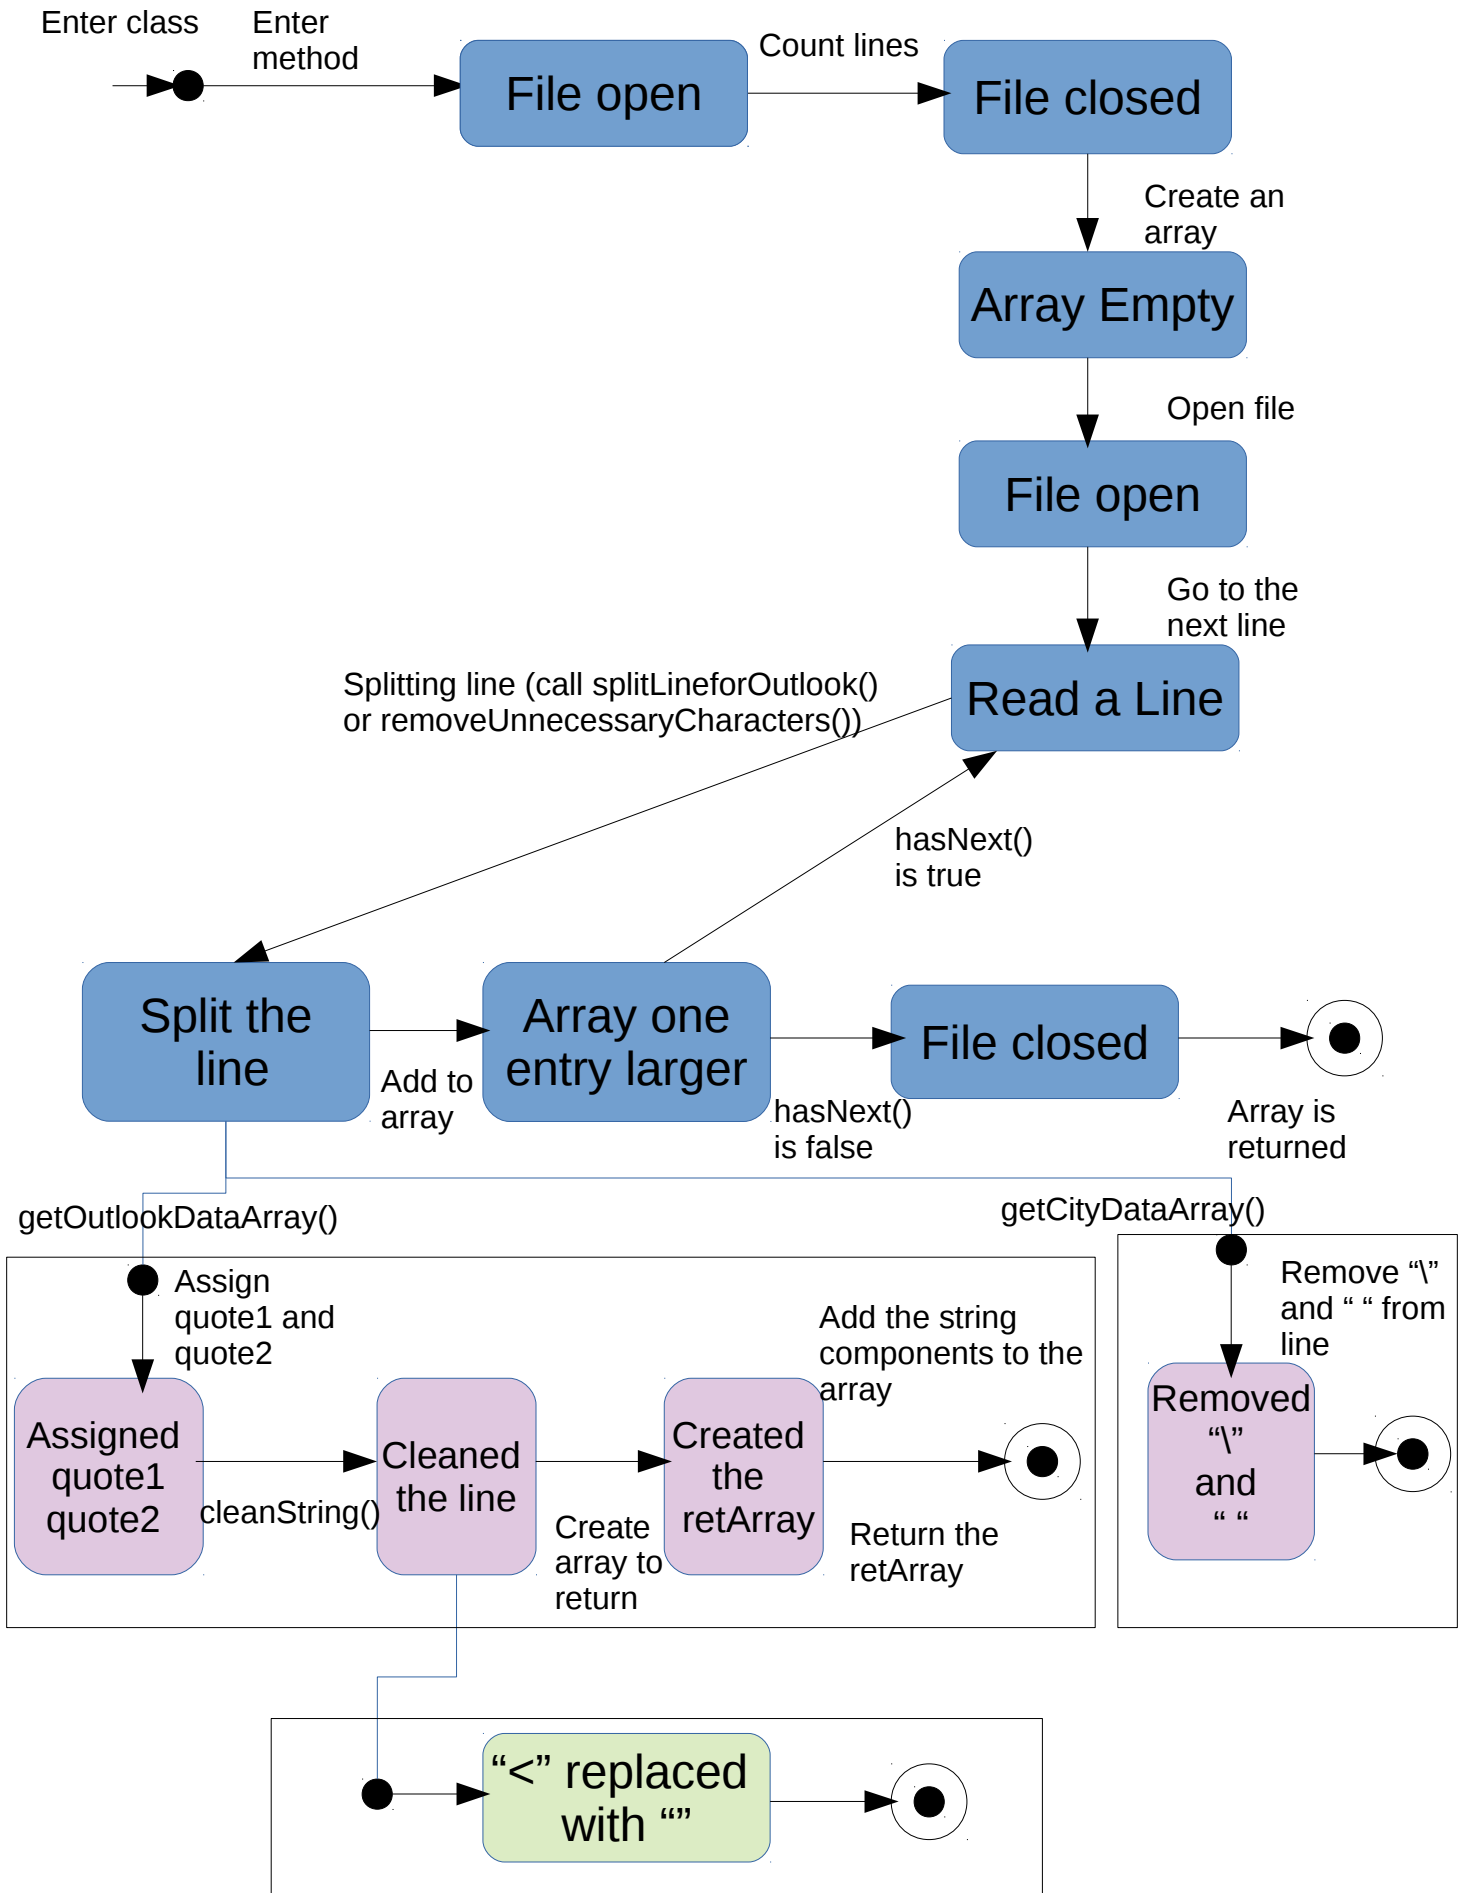 Enter class
Enter
method
File open
Count lines
File closed
Create an
array
Array Empty
Open file
File open
Go to the
next line
Read a Line
Splitting line (call splitLineforOutlook()
or removeUnnecessaryCharacters())
hasNext()
is true
Split the
line
Add to
array
Array one
entry larger
hasNext()
is false
File closed
Array is
returned
getOutlookDataArray()
getCityDataArray()
Assign
quote1 and
quote2
Assigned
quote1
quote2
cleanString()
Cleaned
the line
Create
array to
return
Created
the
retArray
Add the string
components to the
array
Return the
retArray
Remove “\”
and “ “ from
line
Removed
“\”
and
“ “
“<” replaced
with “”